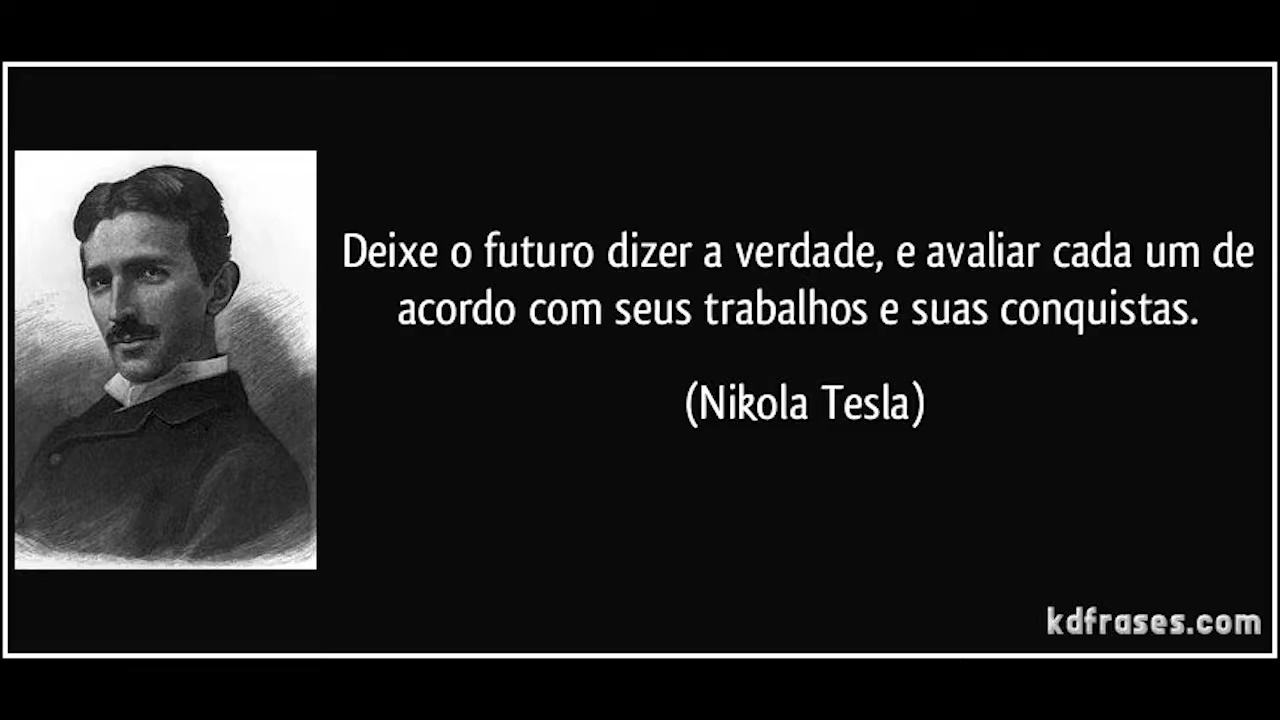 Deixe o futuro dizer a verdade, e avaliar cada um de
acordo com seus trabalhos e suas conquistas.
(Nikola Tesla)
kdfrases.com